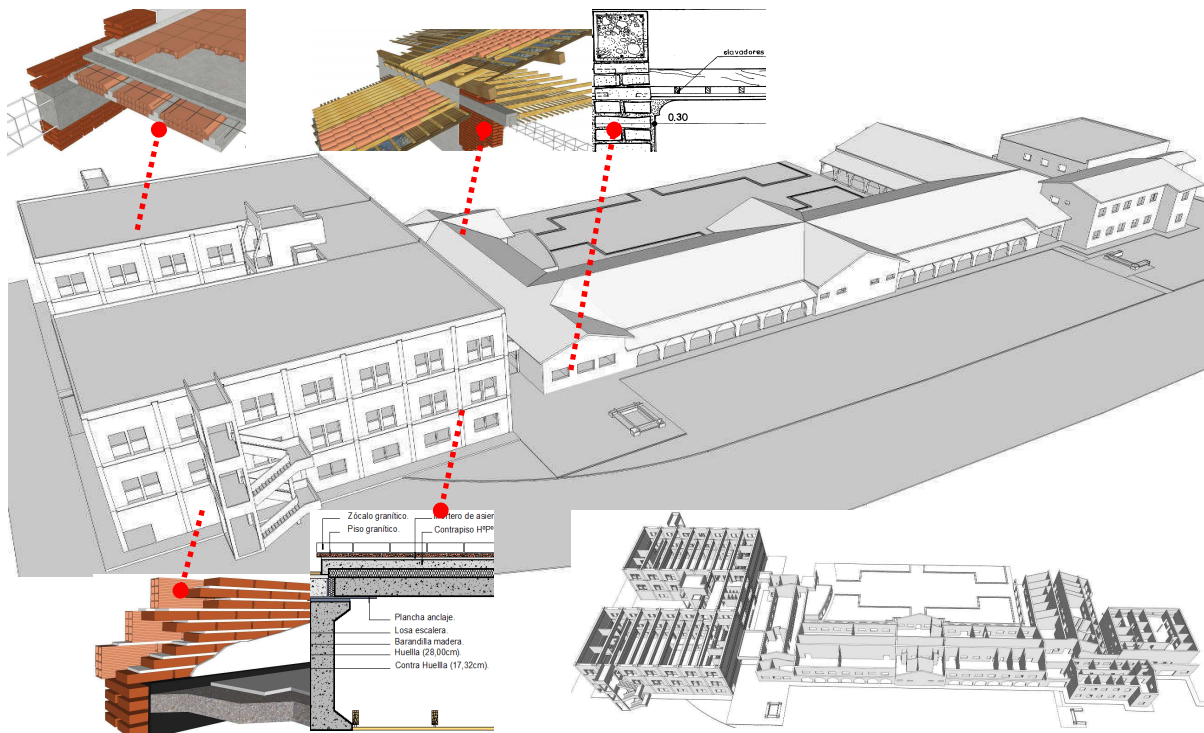 clavadores
0.30
Zócalo granítico.
Piso granítico.
Contrapiso HºPº
Plancha anclaje.
Losa escalera.
Barandilla madera.
Huellla (28,00cm).
Contra Huellla (17,32cm).